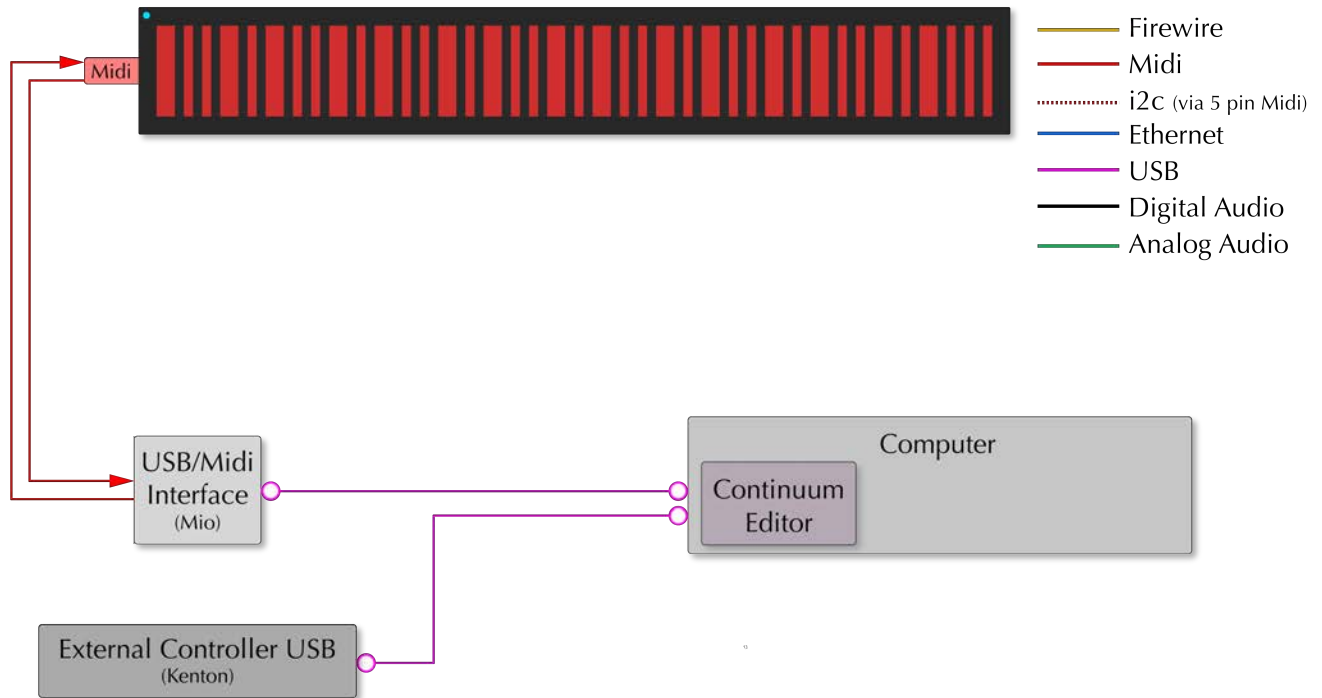 Midi
Firewire
Midi
i2c (via 5 pin Midi)
Ethernet
USB
Digital Audio
Analog Audio
USB/Midi
Interface
(Mio)
Computer
Continuum
Editor
External Controller USB
(Kenton)